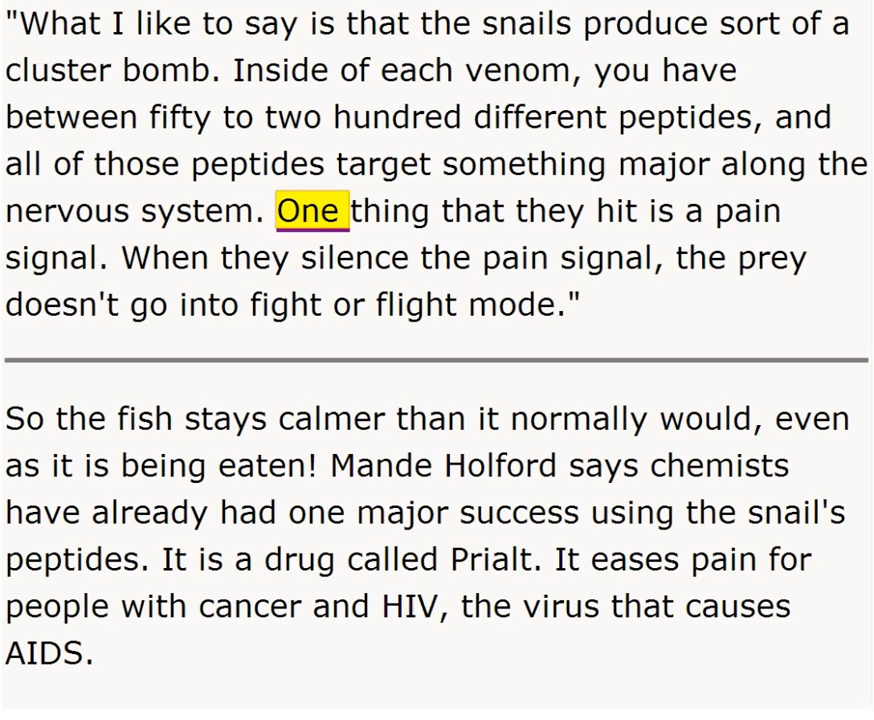 "What I like to say is that the snails produce sort of a
cluster bomb. Inside of each venom, you have
between fifty to two hundred different peptides, and
all of those peptides target something major along the
nervous system. One thing that they hit is a pain
signal. When they silence the pain signal, the prey
doesn't go into fight or flight mode."
So the fish stays calmer than it normally would, even
as it is being eaten! Mande Holford says chemists
have already had one major success using the snail's
peptides. It is a drug called Prialt. It eases pain for
people with cancer and HIV, the virus that causes
AIDS.